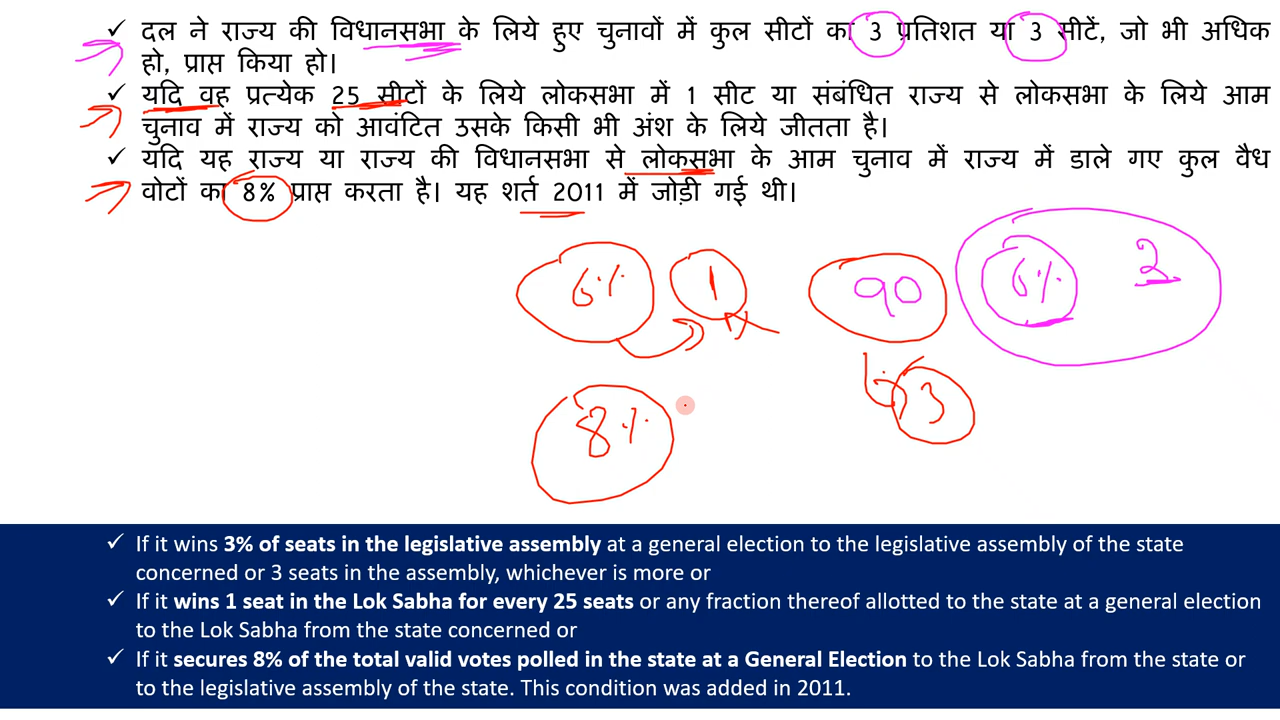 ✓ दल ने राज्य की विधानसभा के लिये हुए चुनावों में कुल सीटों का 3 प्रतिशत या 3 सीटें, जो भी अधिक
हो, प्राप्त किया हो।
✓ यदि वह प्रत्येक 25 सीटों के लिये लोकसभा में 1 सीट या संबंधित राज्य से लोकसभा के लिये आम
चुनाव में राज्य को आवंटित उसके किसी भी अंश के लिये जीतता है।
✓ यदि यह राज्य या राज्य की विधानसभा से लोकसभा के आम चुनाव में राज्य में डाले गए कुल वैध
वोटों का 8% प्राप्त करता है। यह शर्त 2011 में जोड़ी गई थी।
6% 1 90 6% 2
8% 3
✓ If it wins 3% of seats in the legislative assembly at a general election to the legislative assembly of the state
concerned or 3 seats in the assembly, whichever is more or
✓ If it wins 1 seat in the Lok Sabha for every 25 seats or any fraction thereof allotted to the state at a general election
to the Lok Sabha from the state concerned or
✓ If it secures 8% of the total valid votes polled in the state at a General Election to the Lok Sabha from the state or
to the legislative assembly of the state. This condition was added in 2011.